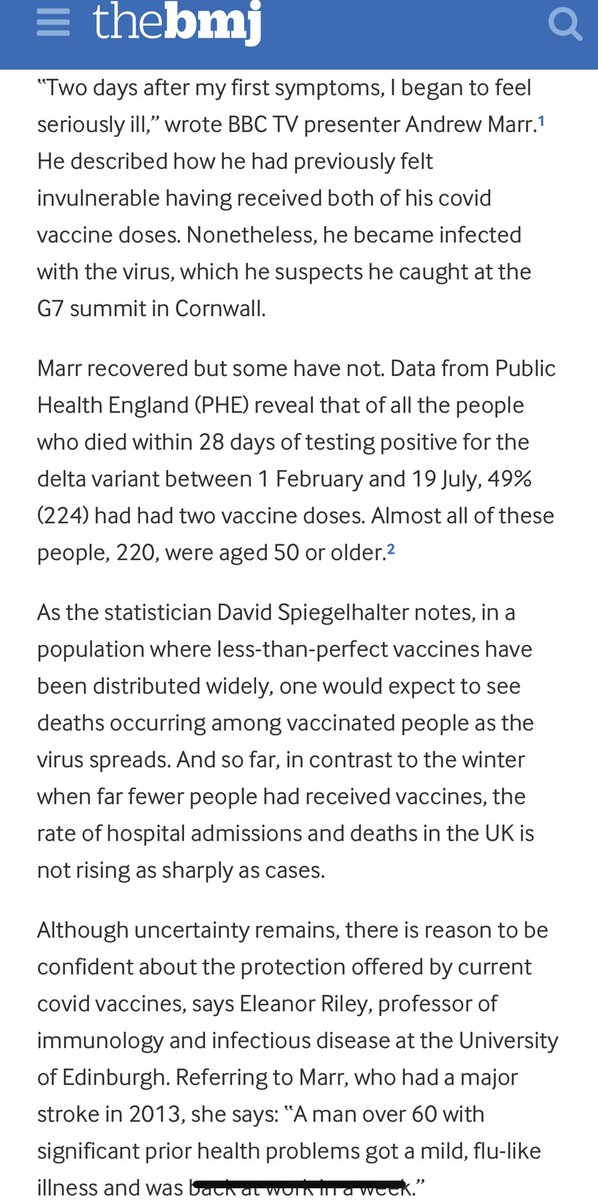 thebmj
“Two days after my first symptoms, I began to feel
seriously ill,” wrote BBC TV presenter Andrew Marr.1
He described how he had previously felt
invulnerable having received both of his covid
vaccine doses. Nonetheless, he became infected
with the virus, which he suspects he caught at the
G7 summit in Cornwall.
Marr recovered but some have not. Data from Public
Health England (PHE) reveal that of all the people
who died within 28 days of testing positive for the
delta variant between 1 February and 19 July, 49%
(224) had had two vaccine doses. Almost all of these
people, 220, were aged 50 or older.2
As the statistician David Spiegelhalter notes, in a
population where less-than-perfect vaccines have
been distributed widely, one would expect to see
deaths occurring among vaccinated people as the
virus spreads. And so far, in contrast to the winter
when far fewer people had received vaccines, the
rate of hospital admissions and deaths in the UK is
not rising as sharply as cases.
Although uncertainty remains, there is reason to be
confident about the protection offered by current
covid vaccines, says Eleanor Riley, professor of
immunology and infectious disease at the University
of Edinburgh. Referring to Marr, who had a major
stroke in 2013, she says: “A man over 60 with
significant prior health problems got a mild, flu-like
illness and was back at work in a week.”